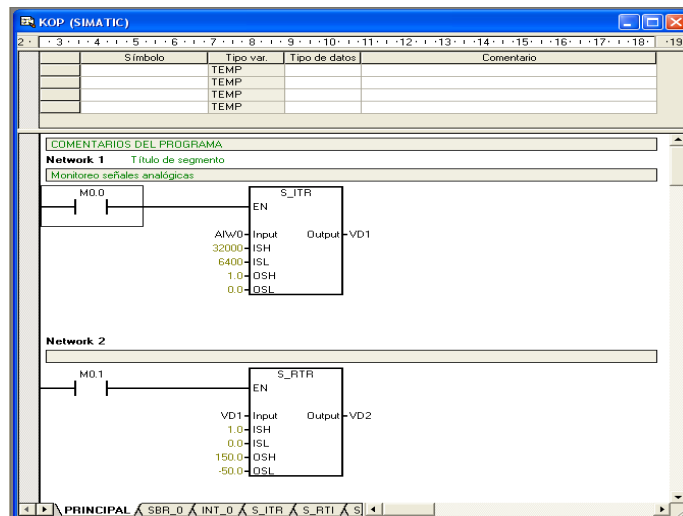 KOP (SIMATIC)
2 · 3 · 4 · 5 · 6 · 7 · 8 · 9 · 10 · 11 · 12 · 13 · 14 · 15 · 16 · 17 · 18 · 19
Símbolo Tipo var. Tipo de datos Comentario
TEMP
TEMP
TEMP
TEMP
COMENTARIOS DEL PROGRAMA
Network 1 Título de segmento
Monitoreo señales analógicas
M0.0 S_ITR
EN
AIW0 Input Output VD1
32000 ISH
6400 ISL
1.0 OSH
0.0 OSL
Network 2
M0.1 S_RTR
EN
VD1 Input Output VD2
1.0 ISH
0.0 ISL
150.0 OSH
-50.0 OSL
PRINCIPAL SBR_0 INT_0 S_ITR S_RTI S